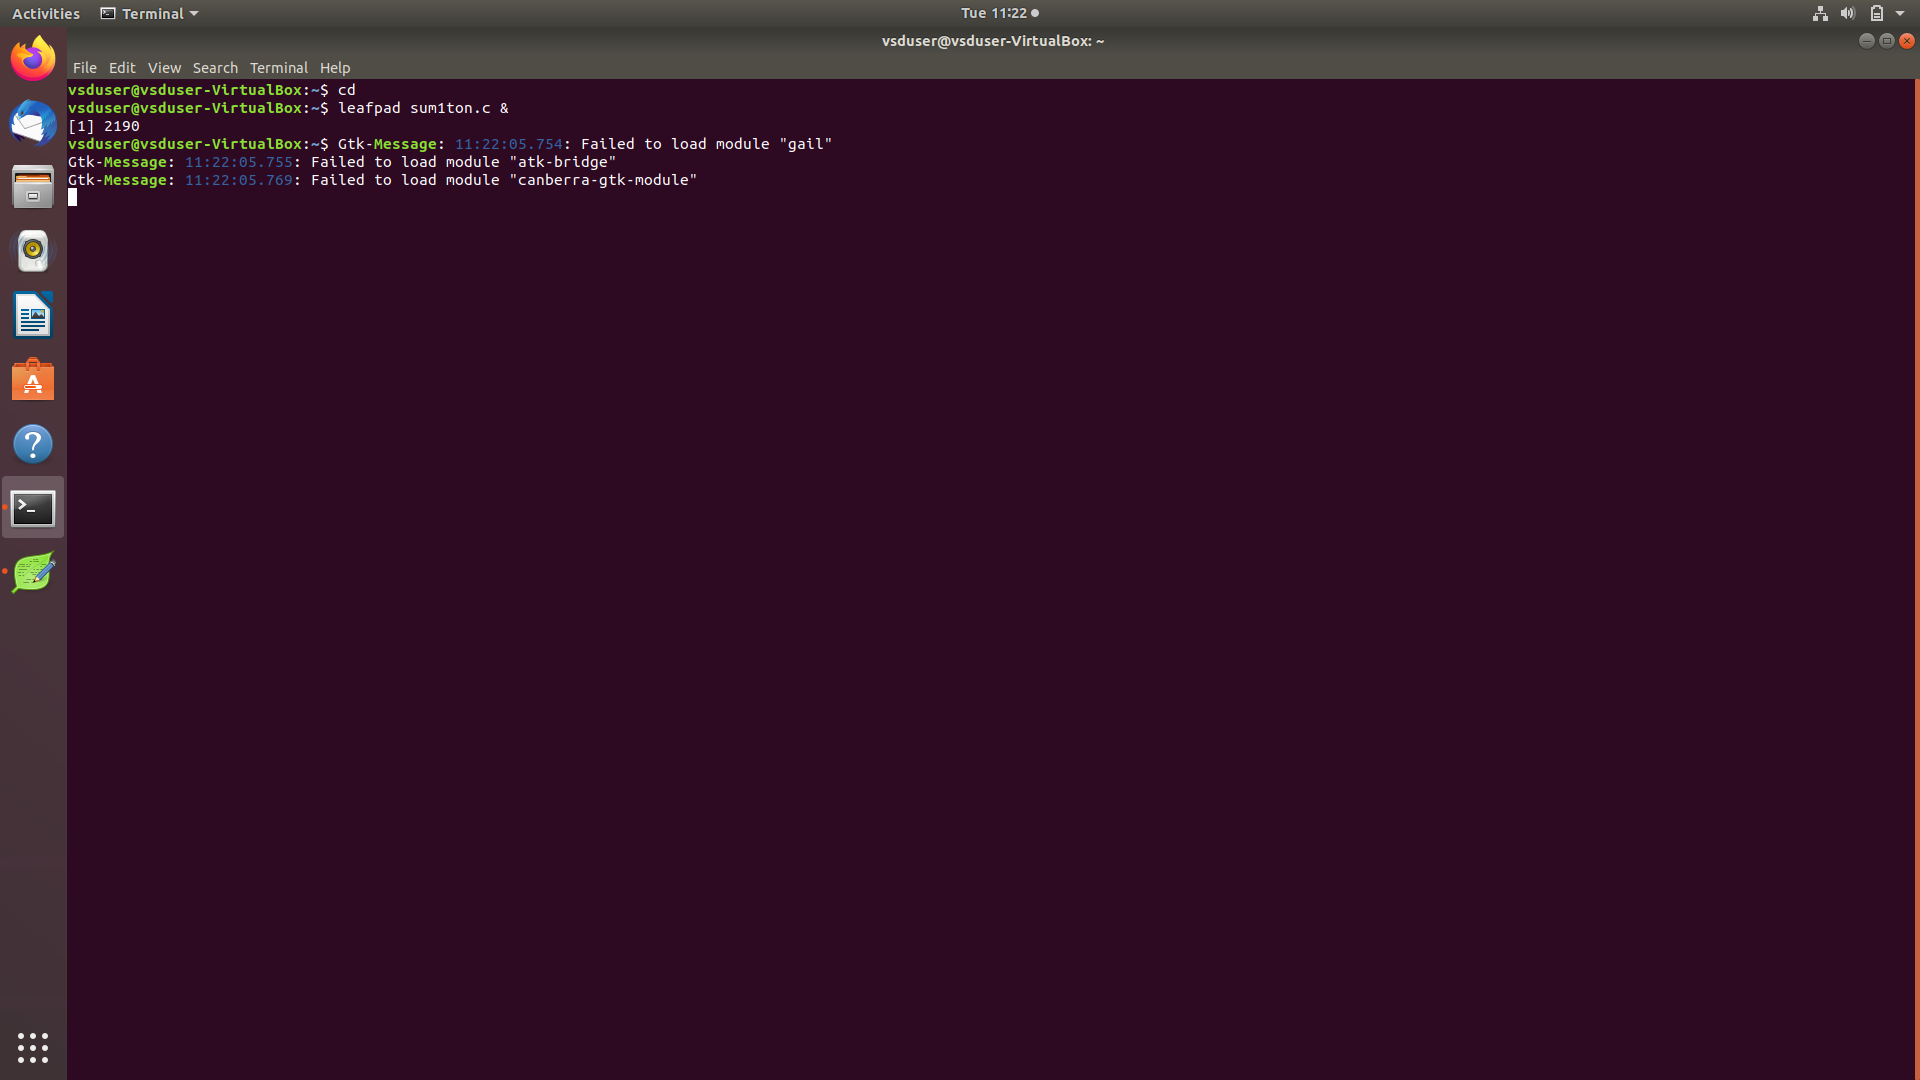 Activities Terminal Tue 11:22
vsduser@vsduser-VirtualBox: ~
File Edit View Search Terminal Help
vsduser@vsduser-VirtualBox:~$ cd
vsduser@vsduser-VirtualBox:~$ leafpad sum1ton.c &
[1] 2190
vsduser@vsduser-VirtualBox:~$ Gtk-Message: 11:22:05.754: Failed to load module "gail"
Gtk-Message: 11:22:05.755: Failed to load module "atk-bridge"
Gtk-Message: 11:22:05.769: Failed to load module "canberra-gtk-module"